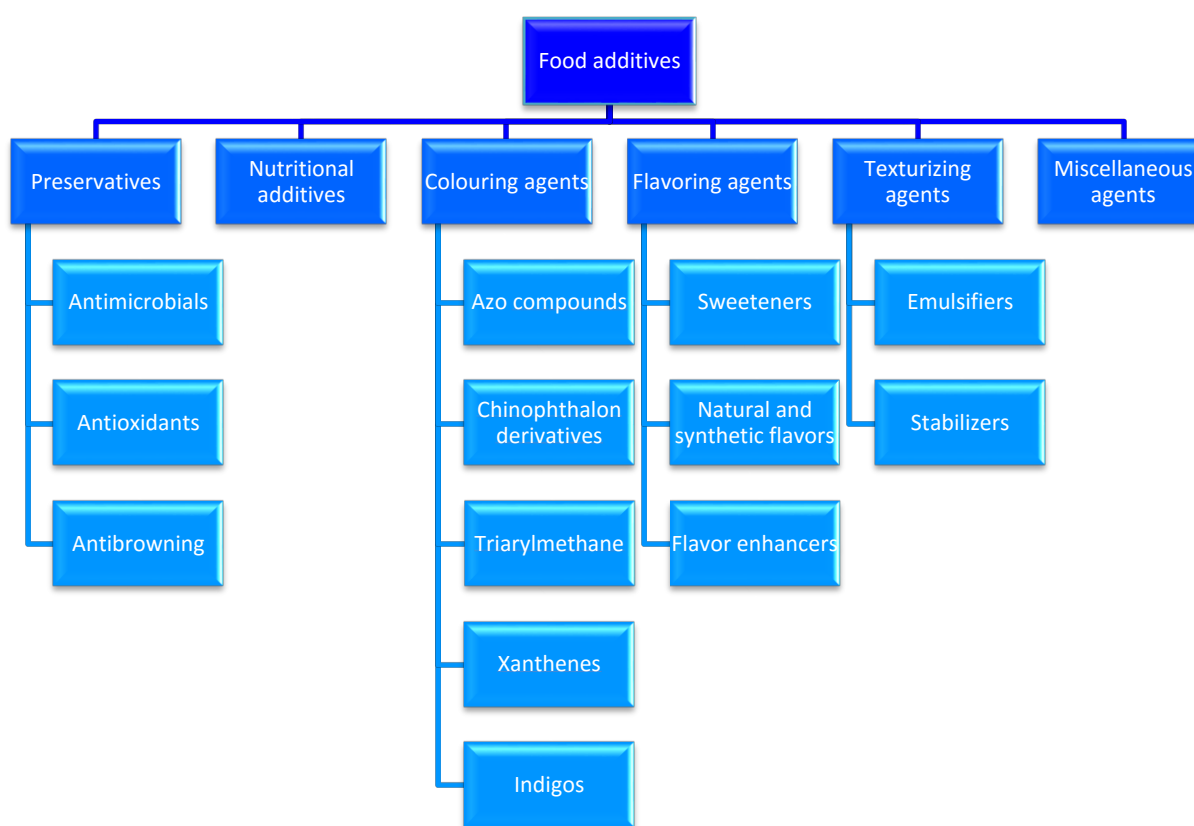 Food additives
Preservatives
Nutritional
additives
Colouring agents
Flavoring agents
Texturizing
agents
Miscellaneous
agents
Antimicrobials
Antioxidants
Antibrowning
Azo compounds
Chinophthalon
derivatives
Triarylmethane
Xanthenes
Indigos
Sweeteners
Natural and
synthetic flavors
Flavor enhancers
Emulsifiers
Stabilizers